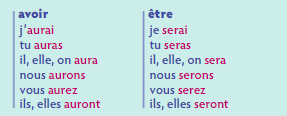 avoir
j'aurai
tu auras
il, elle, on aura
nous aurons
vous aurez
ils, elles auront
être
je serai
tu seras
il, elle, on sera
nous serons
vous serez
ils, elles seront